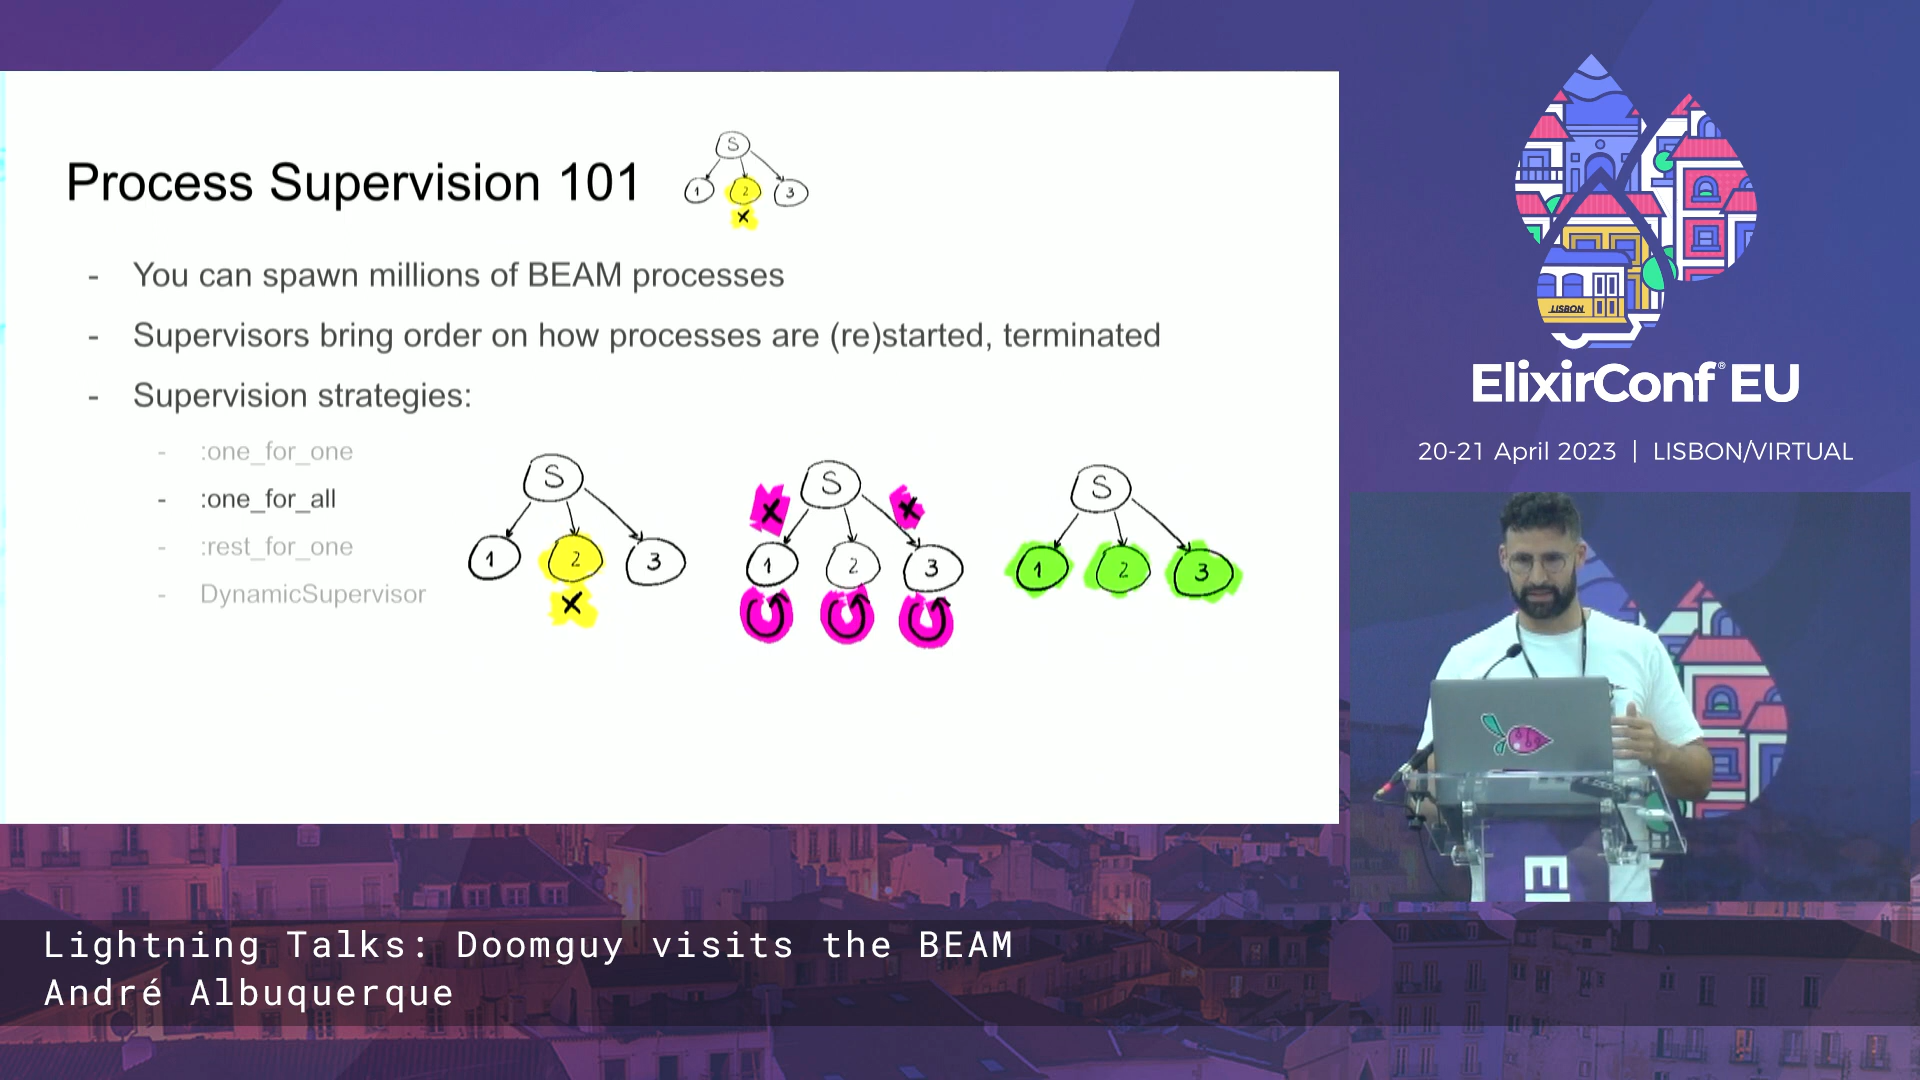 Process Supervision 101
S
1 2 3
X
- You can spawn millions of BEAM processes
- Supervisors bring order on how processes are (re)started, terminated
- Supervision strategies:
- :one_for_one
- :one_for_all
- :rest_for_one
- DynamicSupervisor
S
1 2 3
X
S
X X
1 2 3
S
1 2 3
LISBON
ElixirConf® EU
20-21 April 2023 | LISBON/VIRTUAL
El
Lightning Talks: Doomguy visits the BEAM
André Albuquerque